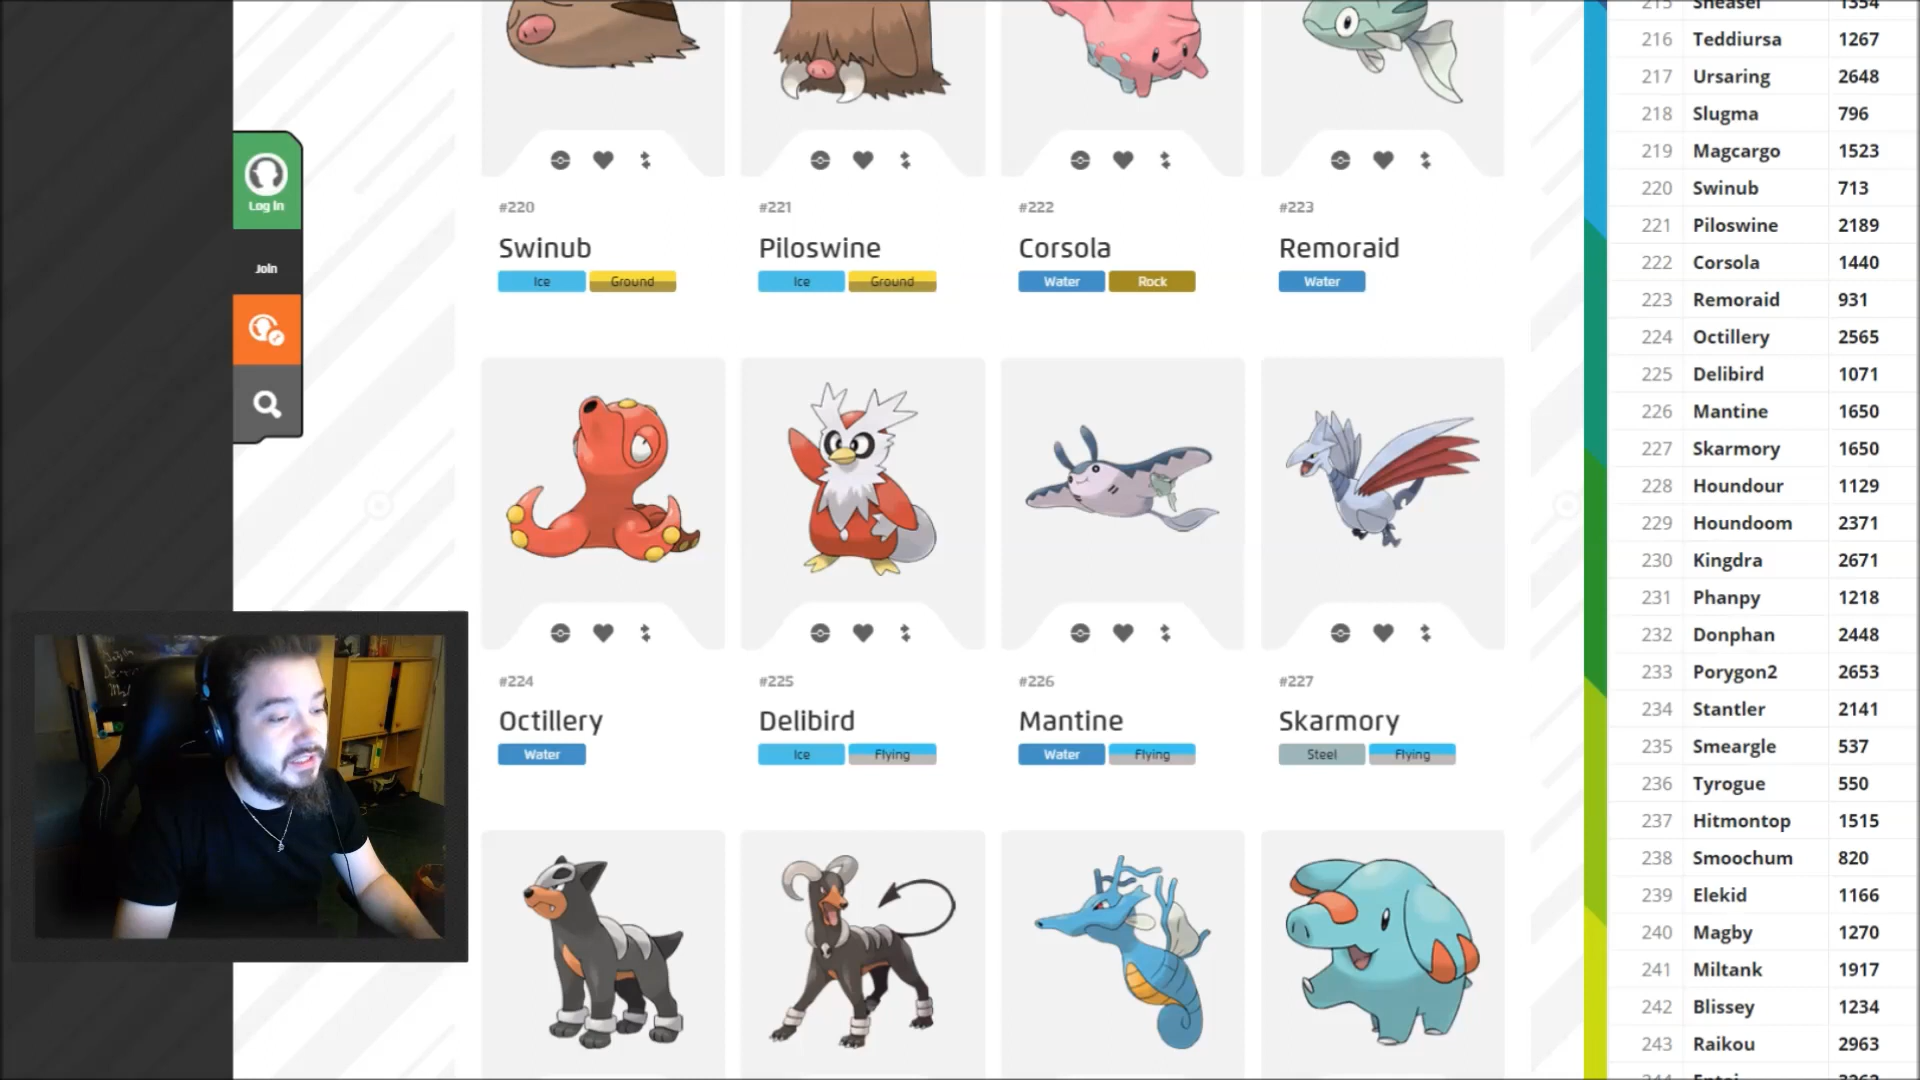 Log in
Join
#220
Swinub
Ice
Ground
#221
Piloswine
Ice
Ground
#222
Corsola
Water
Rock
#223
Remoraid
Water
#224
Octillery
Water
#225
Delibird
Ice
Flying
#226
Mantine
Water
Flying
#227
Skarmory
Steel
Flying
215 Sneasel 1354
216 Teddiursa 1267
217 Ursaring 2648
218 Slugma 796
219 Magcargo 1523
220 Swinub 713
221 Piloswine 2189
222 Corsola 1440
223 Remoraid 931
224 Octillery 2565
225 Delibird 1071
226 Mantine 1650
227 Skarmory 1650
228 Houndour 1129
229 Houndoom 2371
230 Kingdra 2671
231 Phanpy 1218
232 Donphan 2448
233 Porygon2 2653
234 Stantler 2141
235 Smeargle 537
236 Tyrogue 550
237 Hitmontop 1515
238 Smoochum 820
239 Elekid 1166
240 Magby 1270
241 Miltank 1917
242 Blissey 1234
243 Raikou 2963